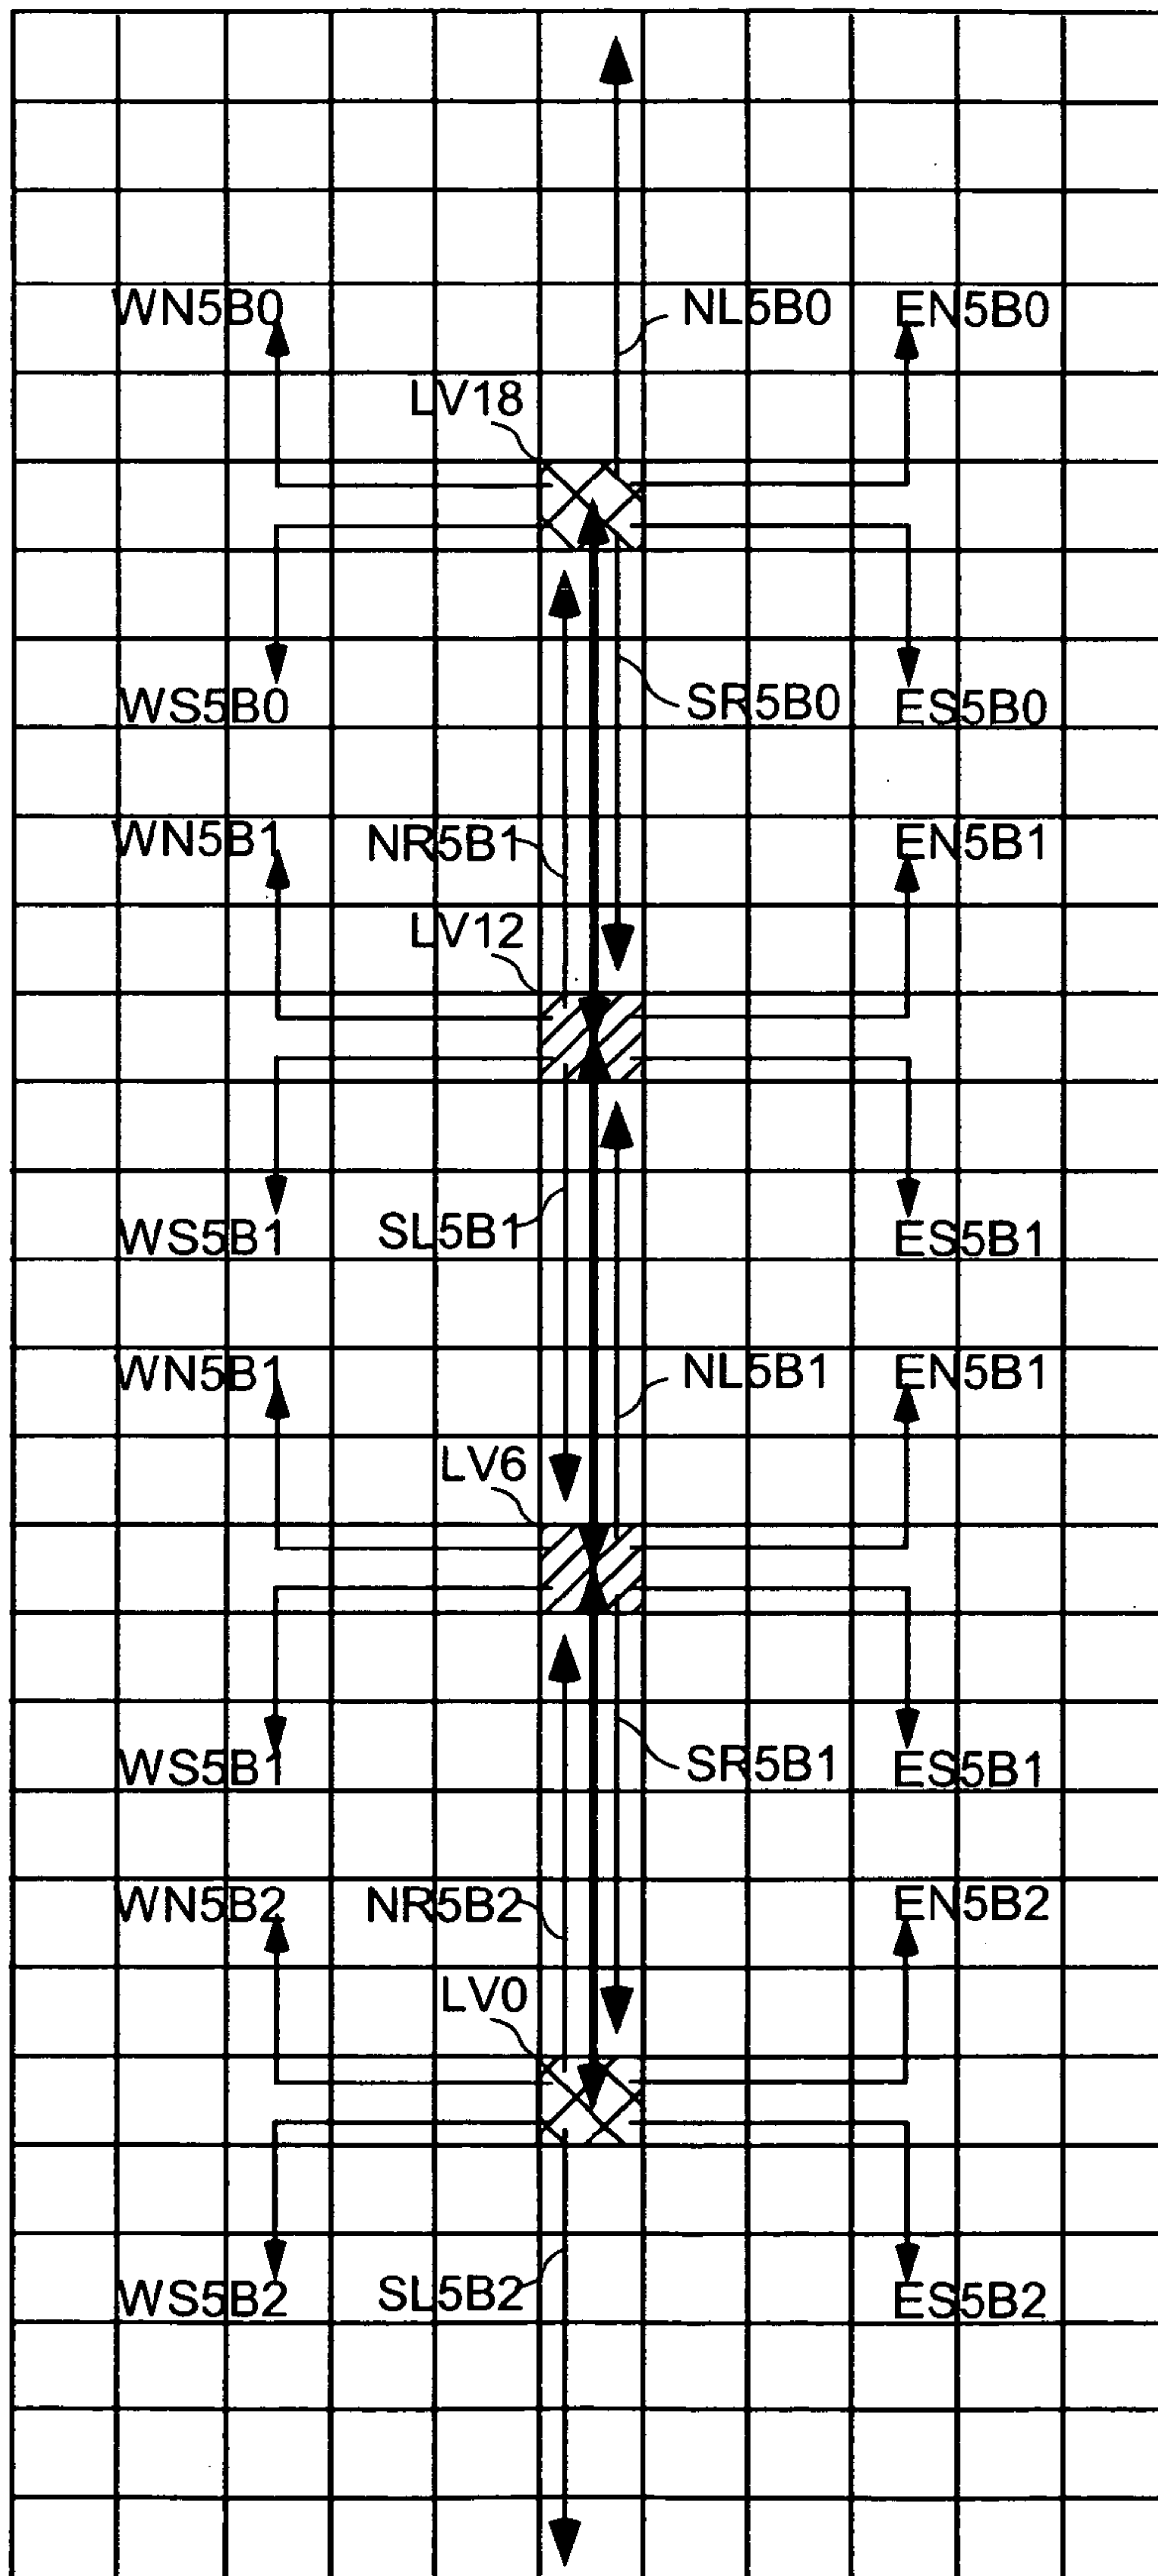 WN5B0 NL5B0 EN5B0
LV18
WS5B0 SR5B0 ES5B0
WN5B1 NR5B1 EN5B1
LV12
WS5B1 SL5B1 ES5B1
WN5B1 NL5B1 EN5B1
LV6
WS5B1 SR5B1 ES5B1
WN5B2 NR5B2 EN5B2
LV0
WS5B2 SL5B2 ES5B2